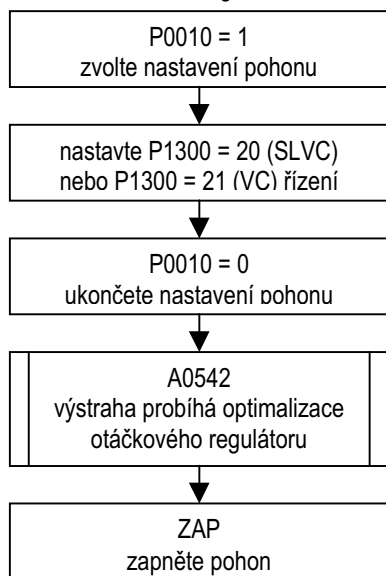 P0010 = 1
zvolte nastavení pohonu
nastavte P1300 = 20 (SLVC)
nebo P1300 = 21 (VC) řízení
P0010 = 0
ukončete nastavení pohonu
A0542
výstraha probíhá optimalizace
otáčkového regulátoru
ZAP
zapněte pohon